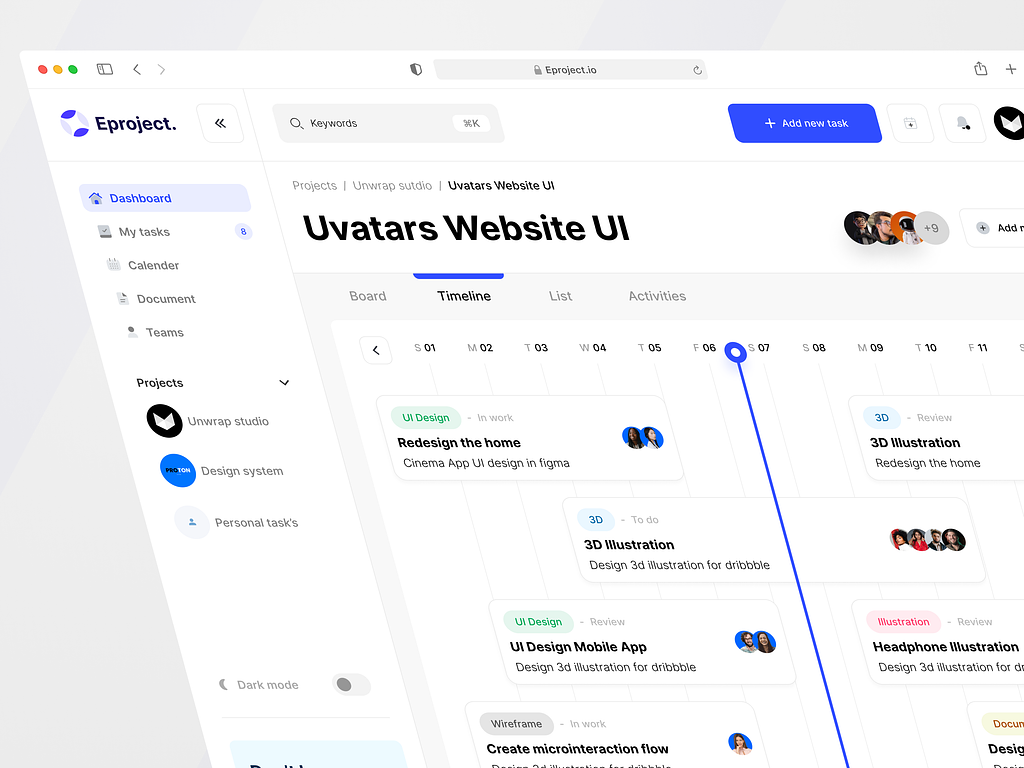 Eproject.io
Eproject.
Keywords
⌘K
+ Add new task
Dashboard
My tasks 8
Calender
Document
Teams
Projects
Unwrap studio
PROTON
Design system
Personal task's
Dark mode
Projects | Unwrap sutdio | Uvatars Website UI
Uvatars Website UI
+9
Add
Board Timeline List Activities
S 01 M 02 T 03 W 04 T 05 F 06 S 07 S 08 M 09 T 10 F 11 S
UI Design - In work
Redesign the home
Cinema App UI design in figma
3D - Review
3D Illustration
Redesign the home
3D - To do
3D Illustration
Design 3d illustration for dribbble
UI Design - Review
UI Design Mobile App
Design 3d illustration for dribbble
Illustration - Review
Headphone Illustration
Design 3d illustration for
Wireframe - In work
Create microinteraction flow
Design 3d illustration for dribbble